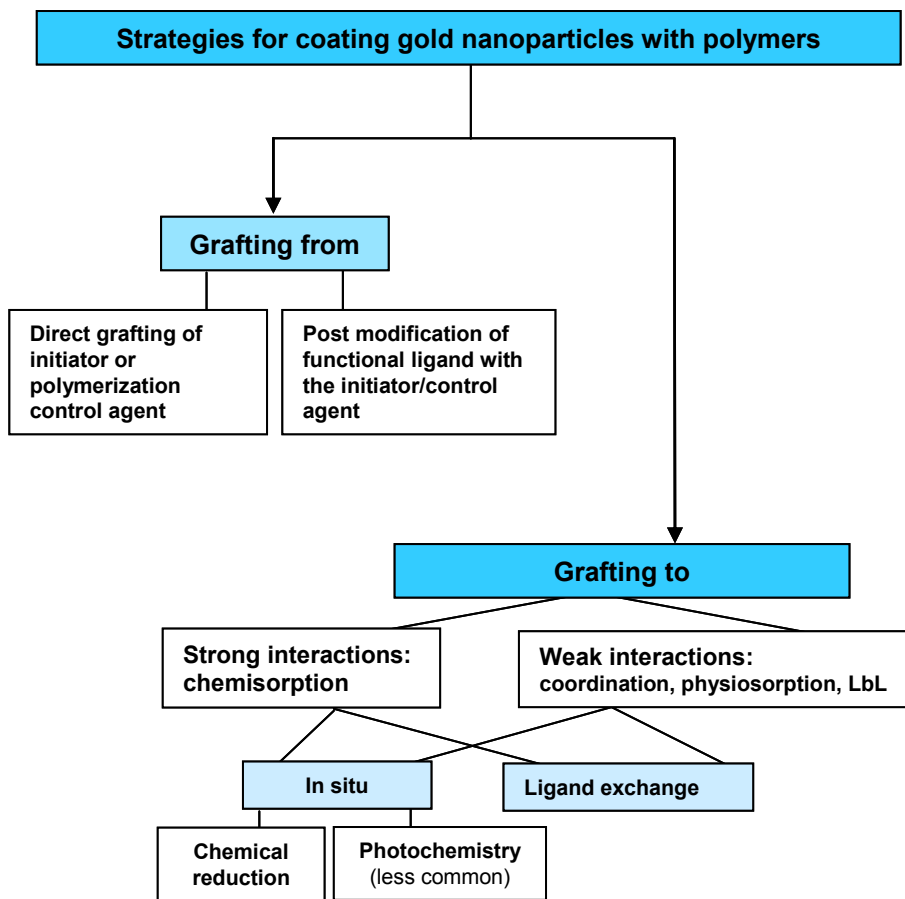 Strategies for coating gold nanoparticles with polymers
Grafting from
Direct grafting of
initiator or
polymerization
control agent
Post modification of
functional ligand with
the initiator/control
agent
Grafting to
Strong interactions:
chemisorption
Weak interactions:
coordination, physiosorption, LbL
In situ
Ligand exchange
Chemical
reduction
Photochemistry
(less common)